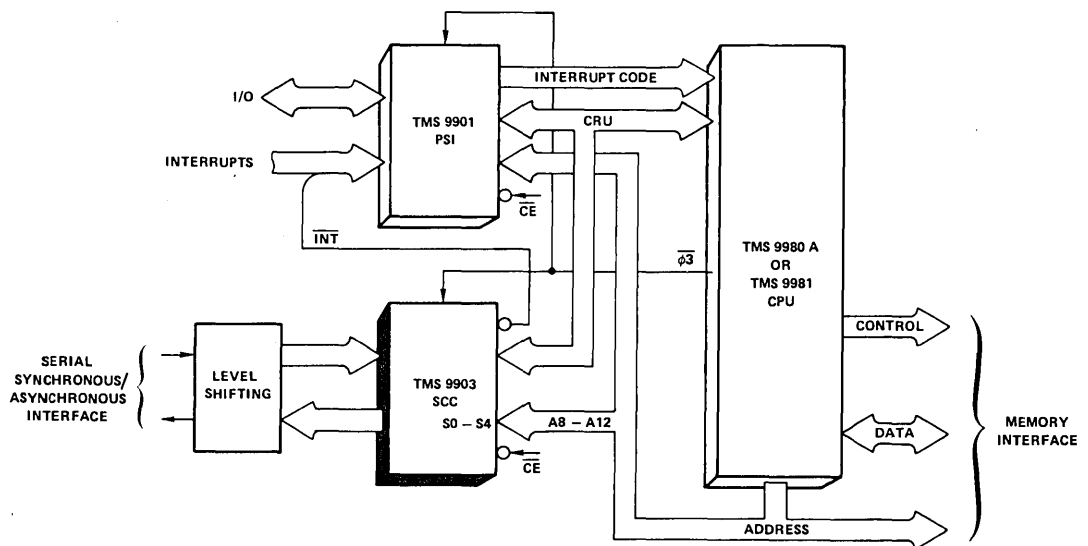 I/O
INTERRUPTS
TMS 9901
PSI
INTERRUPT CODE
CRU
CE
INT
φ3
TMS 9980 A
OR
TMS 9981
CPU
SERIAL
SYNCHRONOUS/
ASYNCHRONOUS
INTERFACE
LEVEL
SHIFTING
TMS 9903
SCC
S0 – S4
A8 – A12
CE
CONTROL
DATA
ADDRESS
MEMORY
INTERFACE